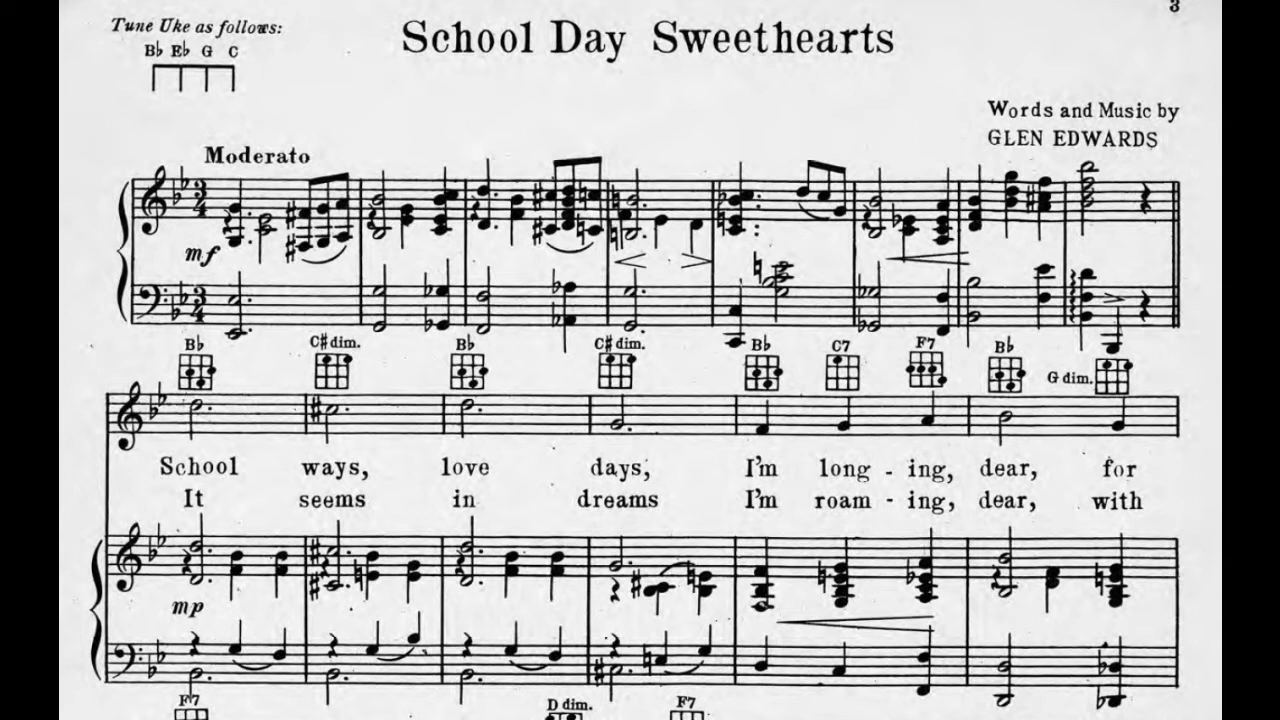 3
Tune Uke as follows:
B♭ E♭ G C
School Day Sweethearts
Words and Music by
GLEN EDWARDS
Moderato
mf
B♭ C# dim. B♭ C# dim. B♭ C7 F7 B♭ G dim.
School ways, love days, I'm long - ing, dear, for
It seems in dreams I'm roam - ing, dear, with
mp
F7 D dim. F7